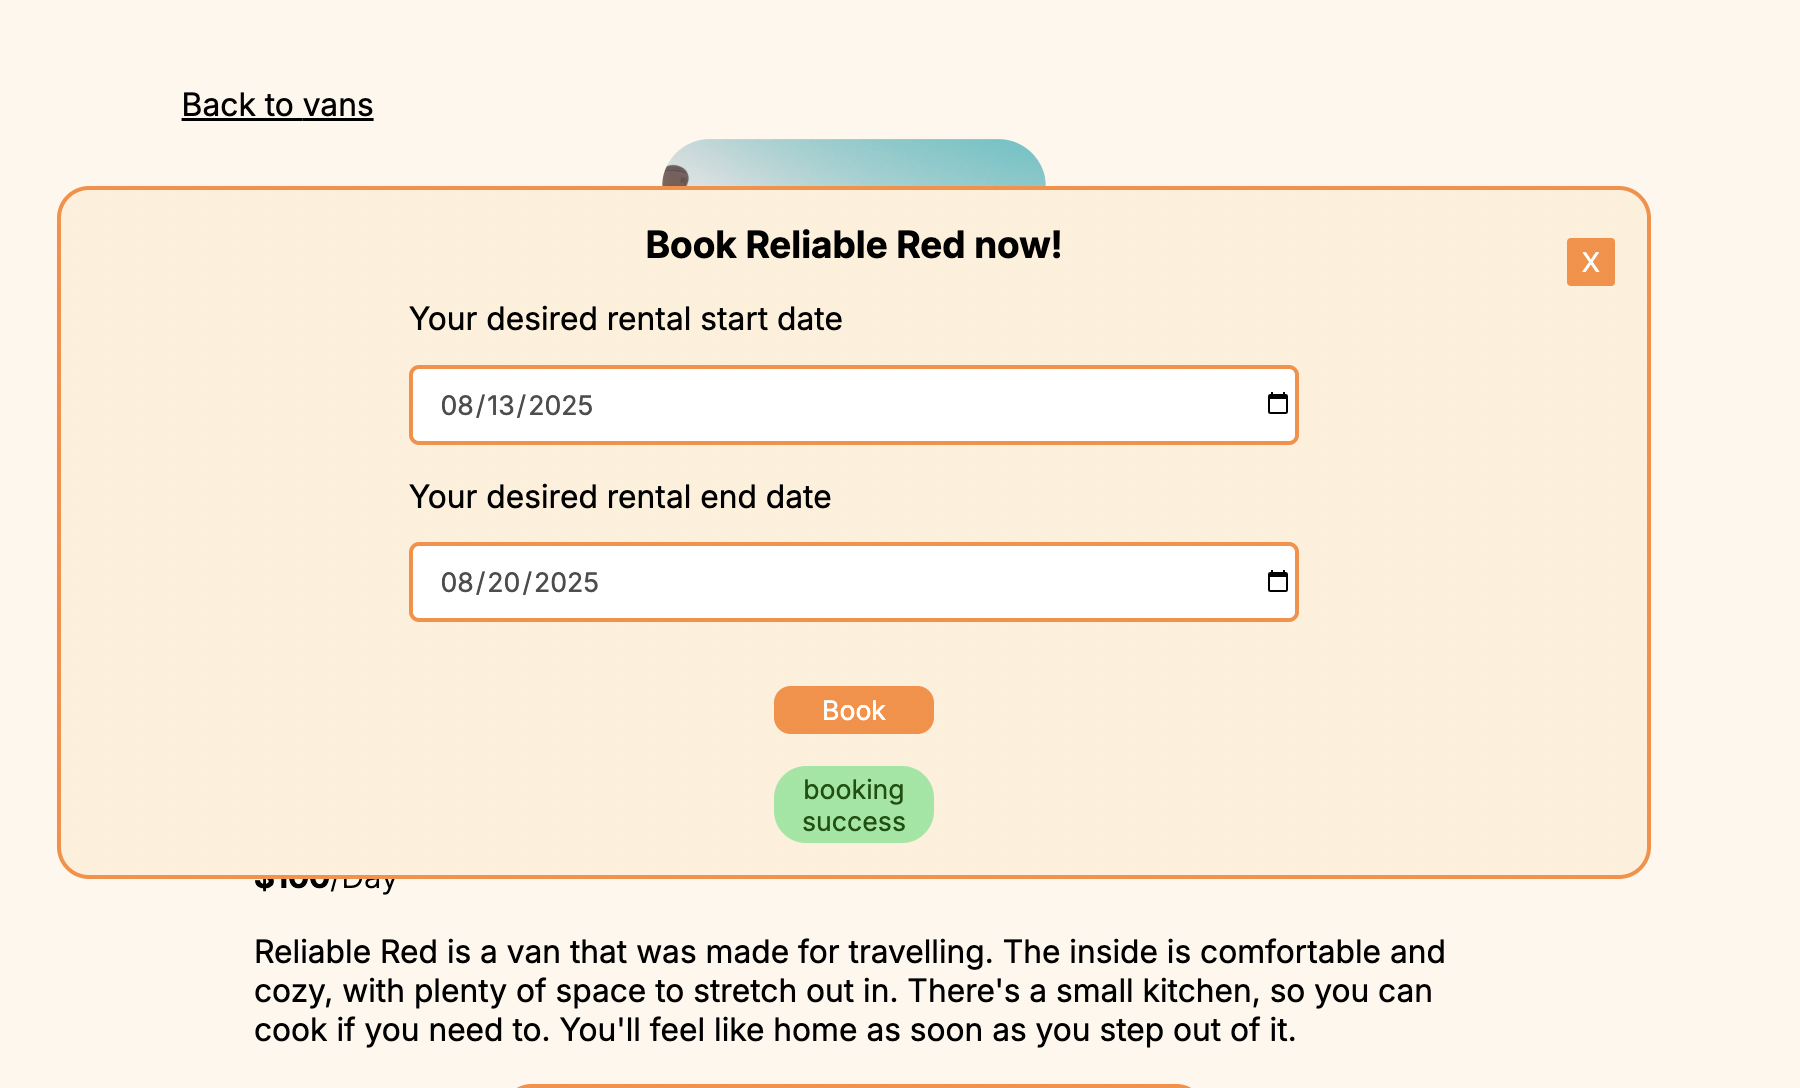 Back to vans
Book Reliable Red now!
X
Your desired rental start date
08/13/2025
Your desired rental end date
08/20/2025
Book
booking
success
$100/Day
Reliable Red is a van that was made for travelling. The inside is comfortable and
cozy, with plenty of space to stretch out in. There's a small kitchen, so you can
cook if you need to. You'll feel like home as soon as you step out of it.